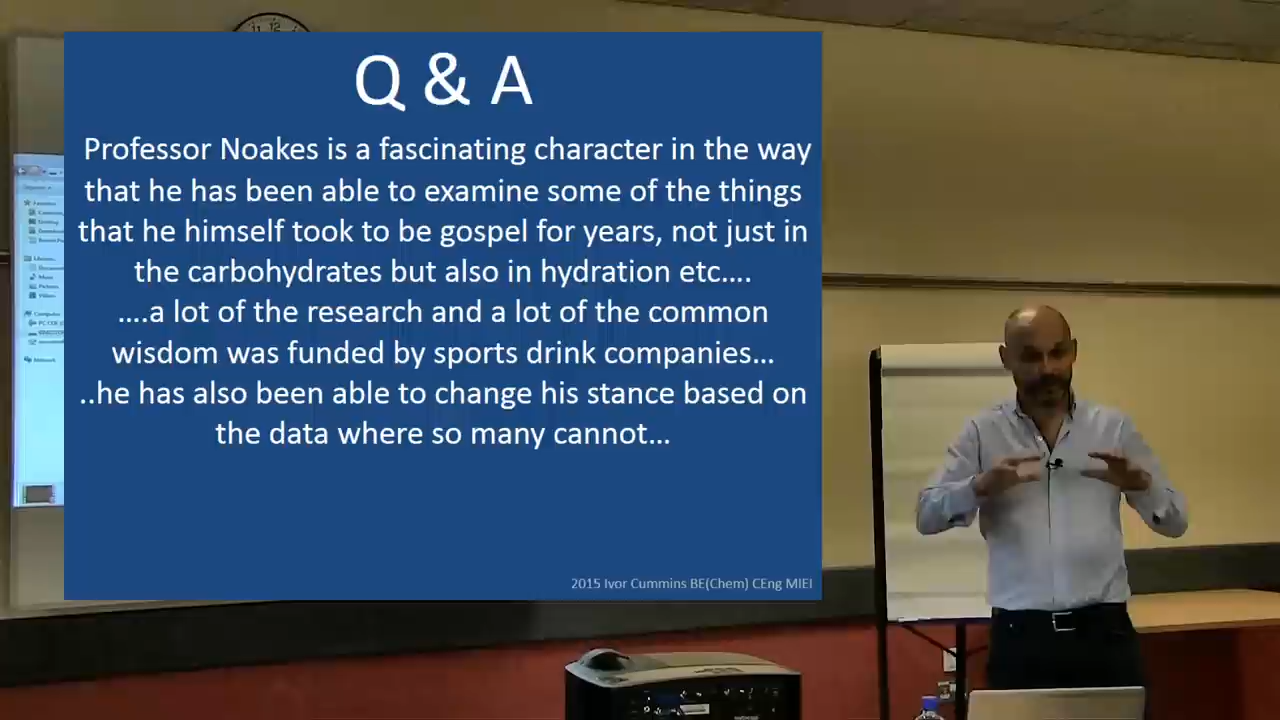 Q & A
Professor Noakes is a fascinating character in the way
that he has been able to examine some of the things
that he himself took to be gospel for years, not just in
the carbohydrates but also in hydration etc....
....a lot of the research and a lot of the common
wisdom was funded by sports drink companies...
..he has also been able to change his stance based on
the data where so many cannot...
2015 Ivor Cummins BE(Chem) CEng MIEI